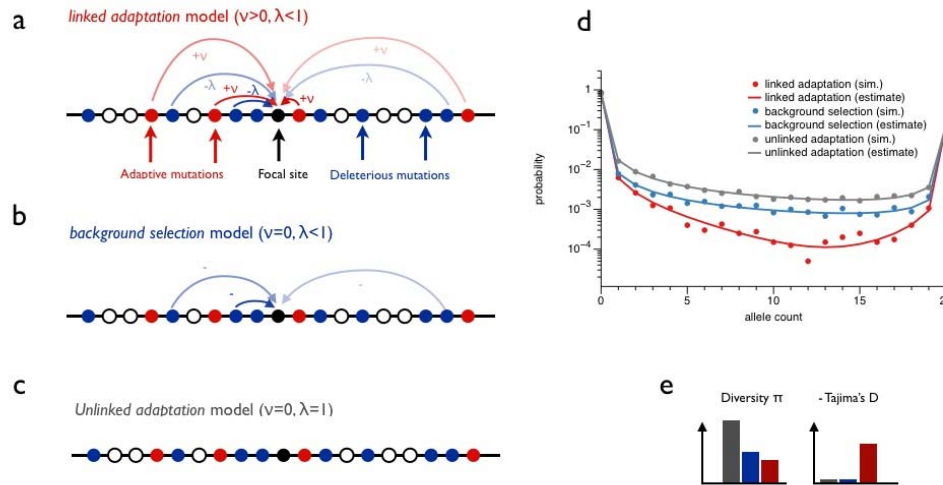 a
linked adaptation model (ν>0, λ<1)
+ν
+ν
-λ
+ν
-λ
+ν
-λ
Adaptive mutations
Focal site
Deleterious mutations
b
background selection model (ν=0, λ<1)
-
-
-
c
Unlinked adaptation model (ν=0, λ=1)
d
linked adaptation (sim.)
linked adaptation (estimate)
background selection (sim.)
background selection (estimate)
unlinked adaptation (sim.)
unlinked adaptation (estimate)
probability
1
10⁻¹
10⁻²
10⁻³
10⁻⁴
0 5 10 15 2
allele count
e
Diversity π
- Tajima's D